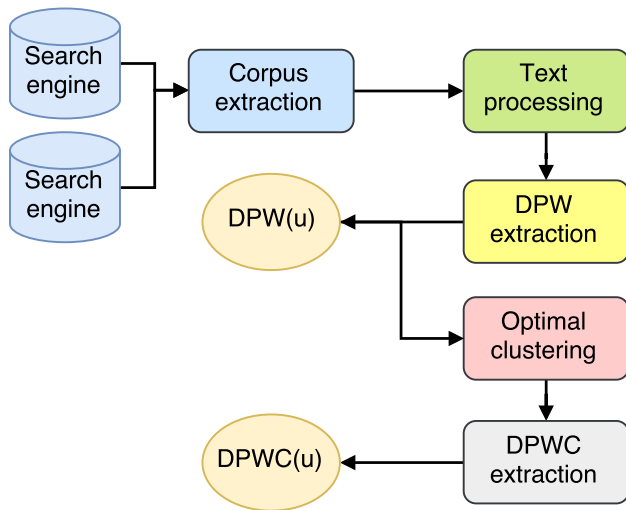 Search
engine
Corpus
extraction
Text
processing
Search
engine
DPW(u)
DPW
extraction
Optimal
clustering
DPWC(u)
DPWC
extraction